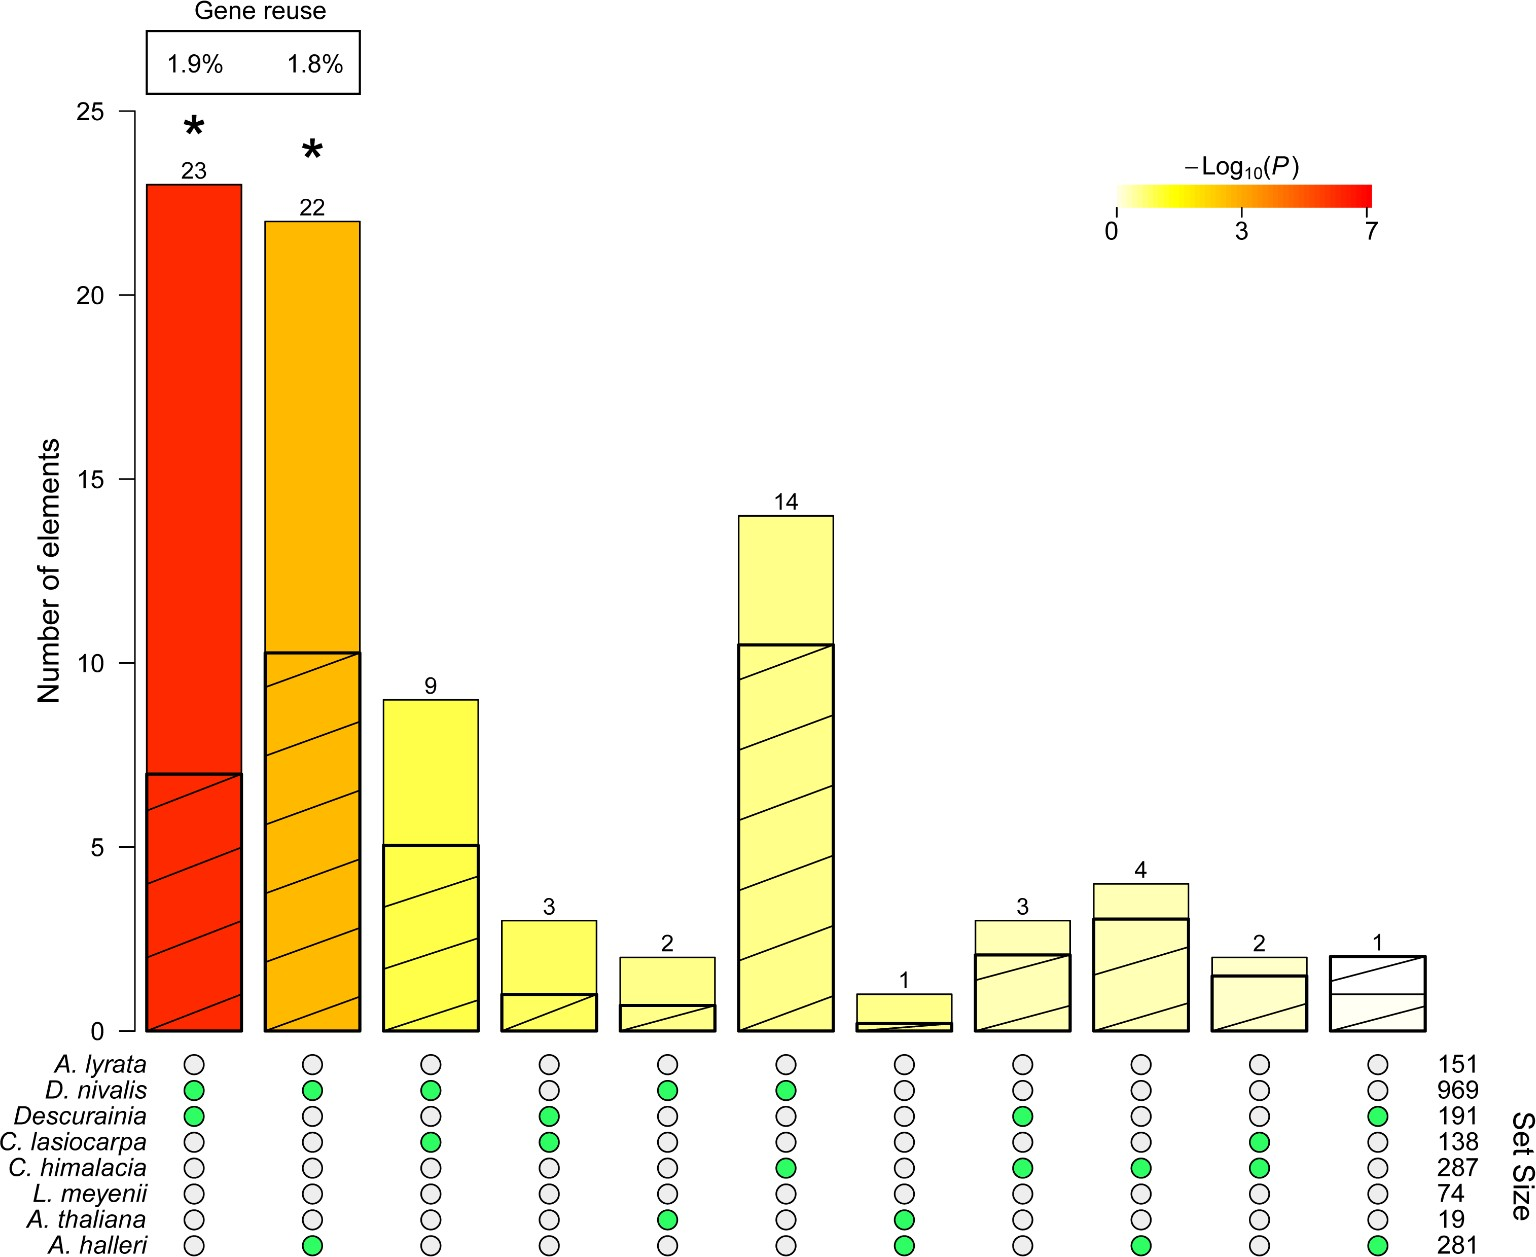 Gene reuse
1.9% 1.8%
25
*
*
23
22
−Log10(P)
0 3 7
20
15
14
Number of elements
10
9
5
4
3
3
2
2
1
1
0
A. lyrata 151
D. nivalis 969
Descurainia 191
C. lasiocarpa 138
C. himalacia 287
L. meyenii 74
A. thaliana 19
A. halleri 281
Set Size